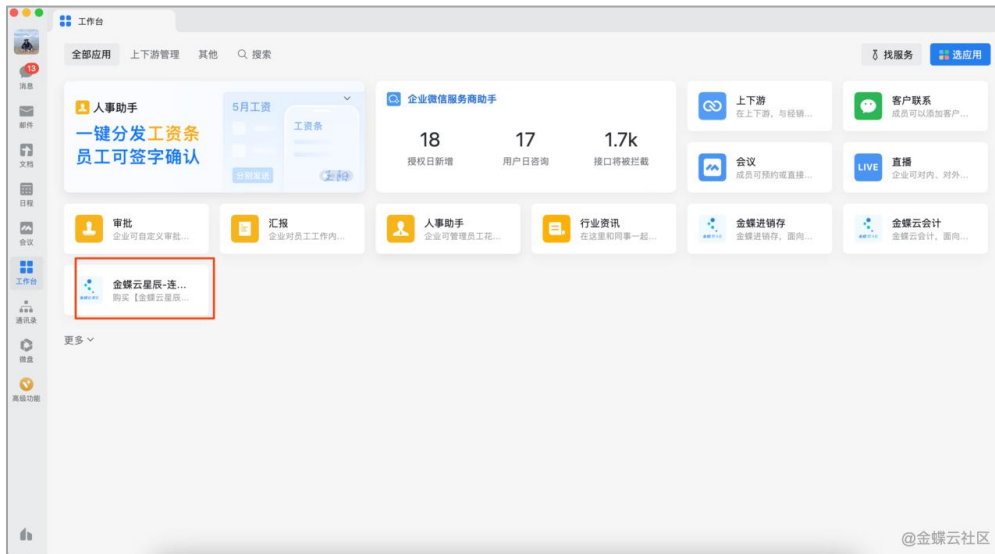 工作台
全部应用 上下游管理 其他 搜索
找服务 选应用
13
消息
邮件
文档
日程
会议
工作台
通讯录
微盘
高级功能
人事助手
一键分发工资条
员工可签字确认
5月工资
工资条
分别发送
企业微信服务商助手
18 17 1.7k
授权日新增 用户日咨询 接口将被拦截
上下游
在上下游，与经销...
客户联系
成员可以添加客户...
会议
成员可预约或直接...
LIVE
直播
企业可对内、对外...
审批
企业可自定义审批...
汇报
企业对员工工作内...
人事助手
企业可管理员工花...
行业资讯
在这里和同事一起...
金蝶进销存
金蝶进销存，面向...
金蝶云会计
金蝶云会计，面向...
金蝶云星辰-连...
购买【金蝶云星辰...
更多
@金蝶云社区